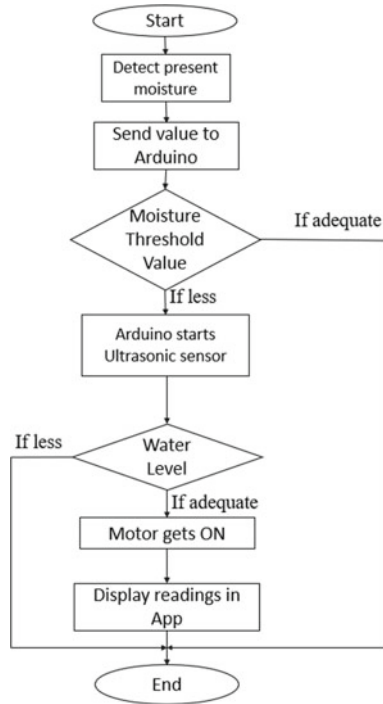 Start
Detect present
moisture
Send value to
Arduino
Moisture
Threshold
Value
If adequate
If less
Arduino starts
Ultrasonic sensor
If less
Water
Level
If adequate
Motor gets ON
Display readings in
App
End